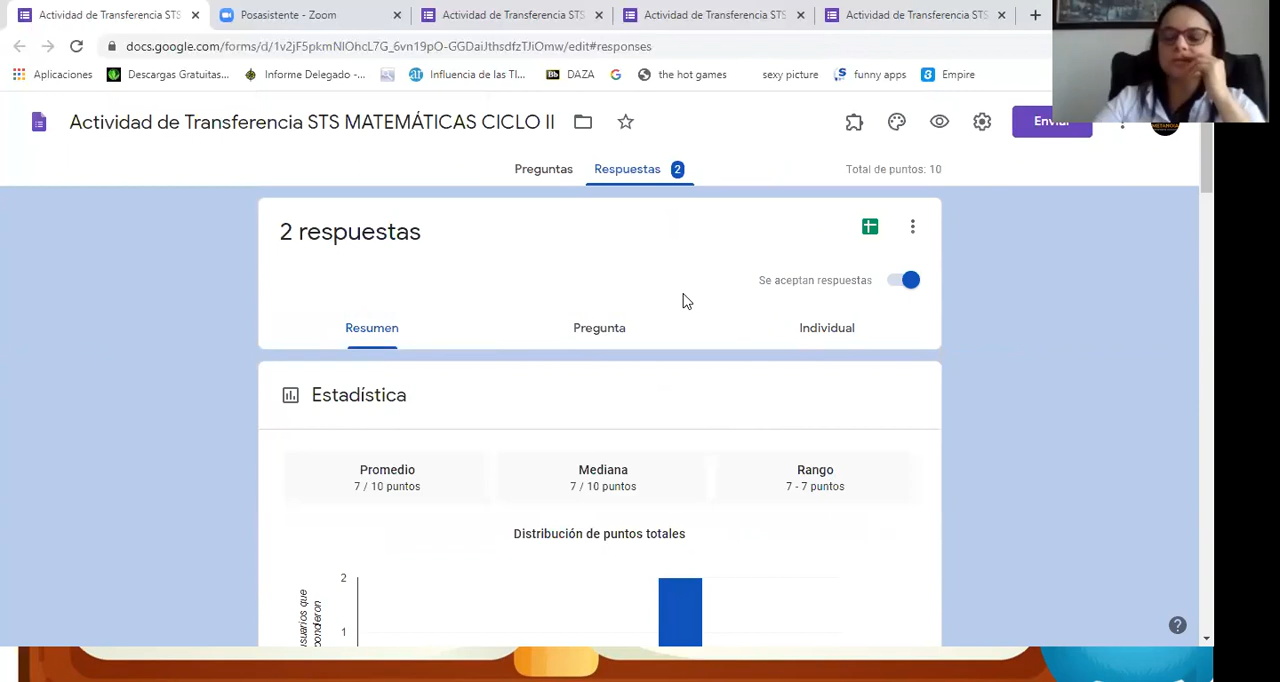 Actividad de Transferencia STS
Posasistente - Zoom
Actividad de Transferencia STS
Actividad de Transferencia STS
Actividad de Transferencia STS
docs.google.com/forms/d/1v2jF5pkmNlOhcL7G_6vn19pO-GGDaiJthsdfzTJiOmw/edit#responses
Aplicaciones
Descargas Gratuitas...
Informe Delegado -...
Influencia de las TI...
Bb DAZA
the hot games
sexy picture
funny apps
Empire
Actividad de Transferencia STS MATEMÁTICAS CICLO II
Preguntas
Respuestas 2
Total de puntos: 10
2 respuestas
Se aceptan respuestas
Resumen
Pregunta
Individual
Estadística
Promedio
7 / 10 puntos
Mediana
7 / 10 puntos
Rango
7 - 7 puntos
Distribución de puntos totales
2
1